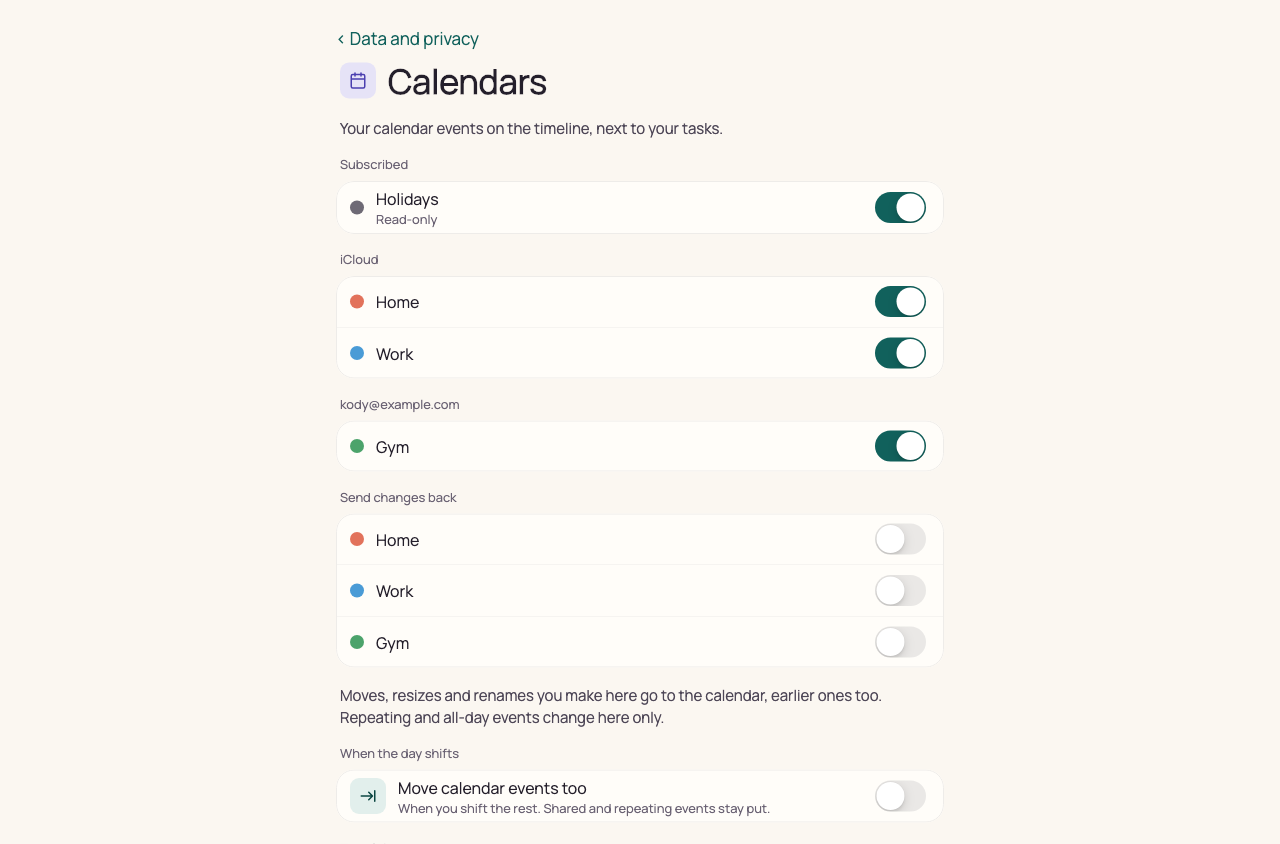 ‹ Data and privacy
Calendars
Your calendar events on the timeline, next to your tasks.
Subscribed
Holidays
Read-only
iCloud
Home
Work
kody@example.com
Gym
Send changes back
Home
Work
Gym
Moves, resizes and renames you make here go to the calendar, earlier ones too.
Repeating and all-day events change here only.
When the day shifts
Move calendar events too
When you shift the rest. Shared and repeating events stay put.